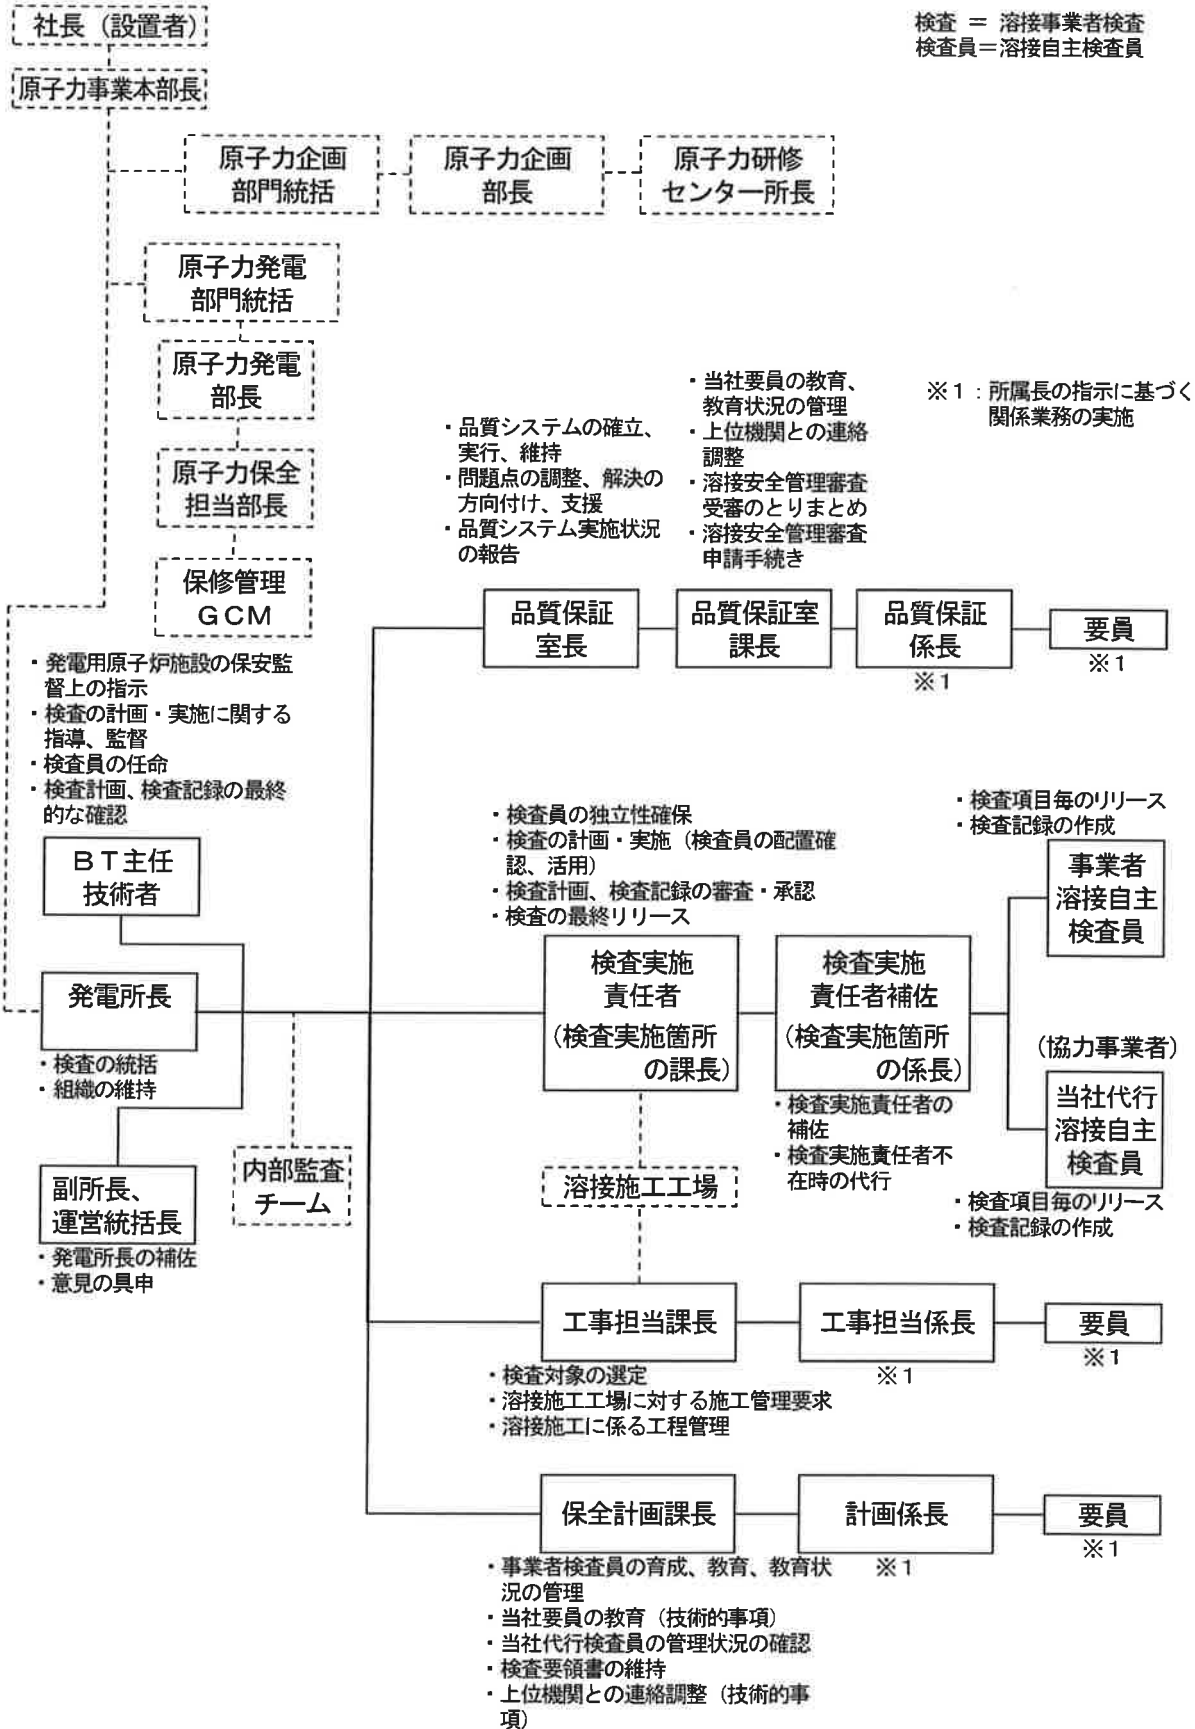 社長（設置者）
検査 ＝ 溶接事業者検査
検査員＝溶接自主検査員
原子力事業本部長
原子力企画
部門統括
原子力企画
部長
原子力研修
センター所長
原子力発電
部門統括
原子力発電
部長
原子力保全
担当部長
保修管理
ＧＣＭ
※１：所属長の指示に基づく
関係業務の実施
・品質システムの確立、
実行、維持
・問題点の調整、解決の
方向付け、支援
・品質システム実施状況
の報告
・当社要員の教育、
教育状況の管理
・上位機関との連絡
調整
・溶接安全管理審査
受審のとりまとめ
・溶接安全管理審査
申請手続き
品質保証
室長
品質保証室
課長
品質保証
係長
※１
要員
※１
・発電用原子炉施設の保安監
督上の指示
・検査の計画・実施に関する
指導、監督
・検査員の任命
・検査計画、検査記録の最終
的な確認
ＢＴ主任
技術者
発電所長
・検査の統括
・組織の維持
副所長、
運営統括長
・発電所長の補佐
・意見の具申
内部監査
チーム
・検査員の独立性確保
・検査の計画・実施（検査員の配置確
認、活用）
・検査計画、検査記録の審査・承認
・検査の最終リリース
検査実施
責任者
（検査実施箇所
の課長）
検査実施
責任者補佐
（検査実施箇所
の係長）
・検査実施責任者の
補佐
・検査実施責任者不
在時の代行
・検査項目毎のリリース
・検査記録の作成
事業者
溶接自主
検査員
（協力事業者）
当社代行
溶接自主
検査員
・検査項目毎のリリース
・検査記録の作成
溶接施工工場
工事担当課長
・検査対象の選定
・溶接施工工場に対する施工管理要求
・溶接施工に係る工程管理
工事担当係長
※１
要員
※１
保全計画課長
・事業者検査員の育成、教育、教育状
況の管理
・当社要員の教育（技術的事項）
・当社代行検査員の管理状況の確認
・検査要領書の維持
・上位機関との連絡調整（技術的事
項）
計画係長
※１
要員
※１